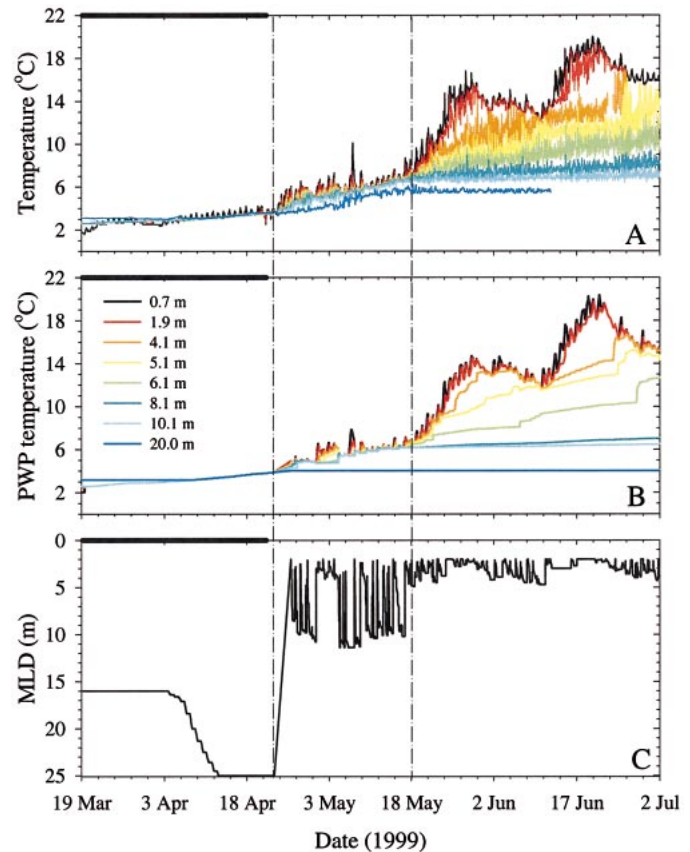 22
18
14
10
6
2
Temperature (°C)
A
22
18
14
10
6
2
PWP temperature (°C)
0.7 m
1.9 m
4.1 m
5.1 m
6.1 m
8.1 m
10.1 m
20.0 m
B
0
5
10
15
20
25
MLD (m)
C
19 Mar 3 Apr 18 Apr 3 May 18 May 2 Jun 17 Jun 2 Jul
Date (1999)